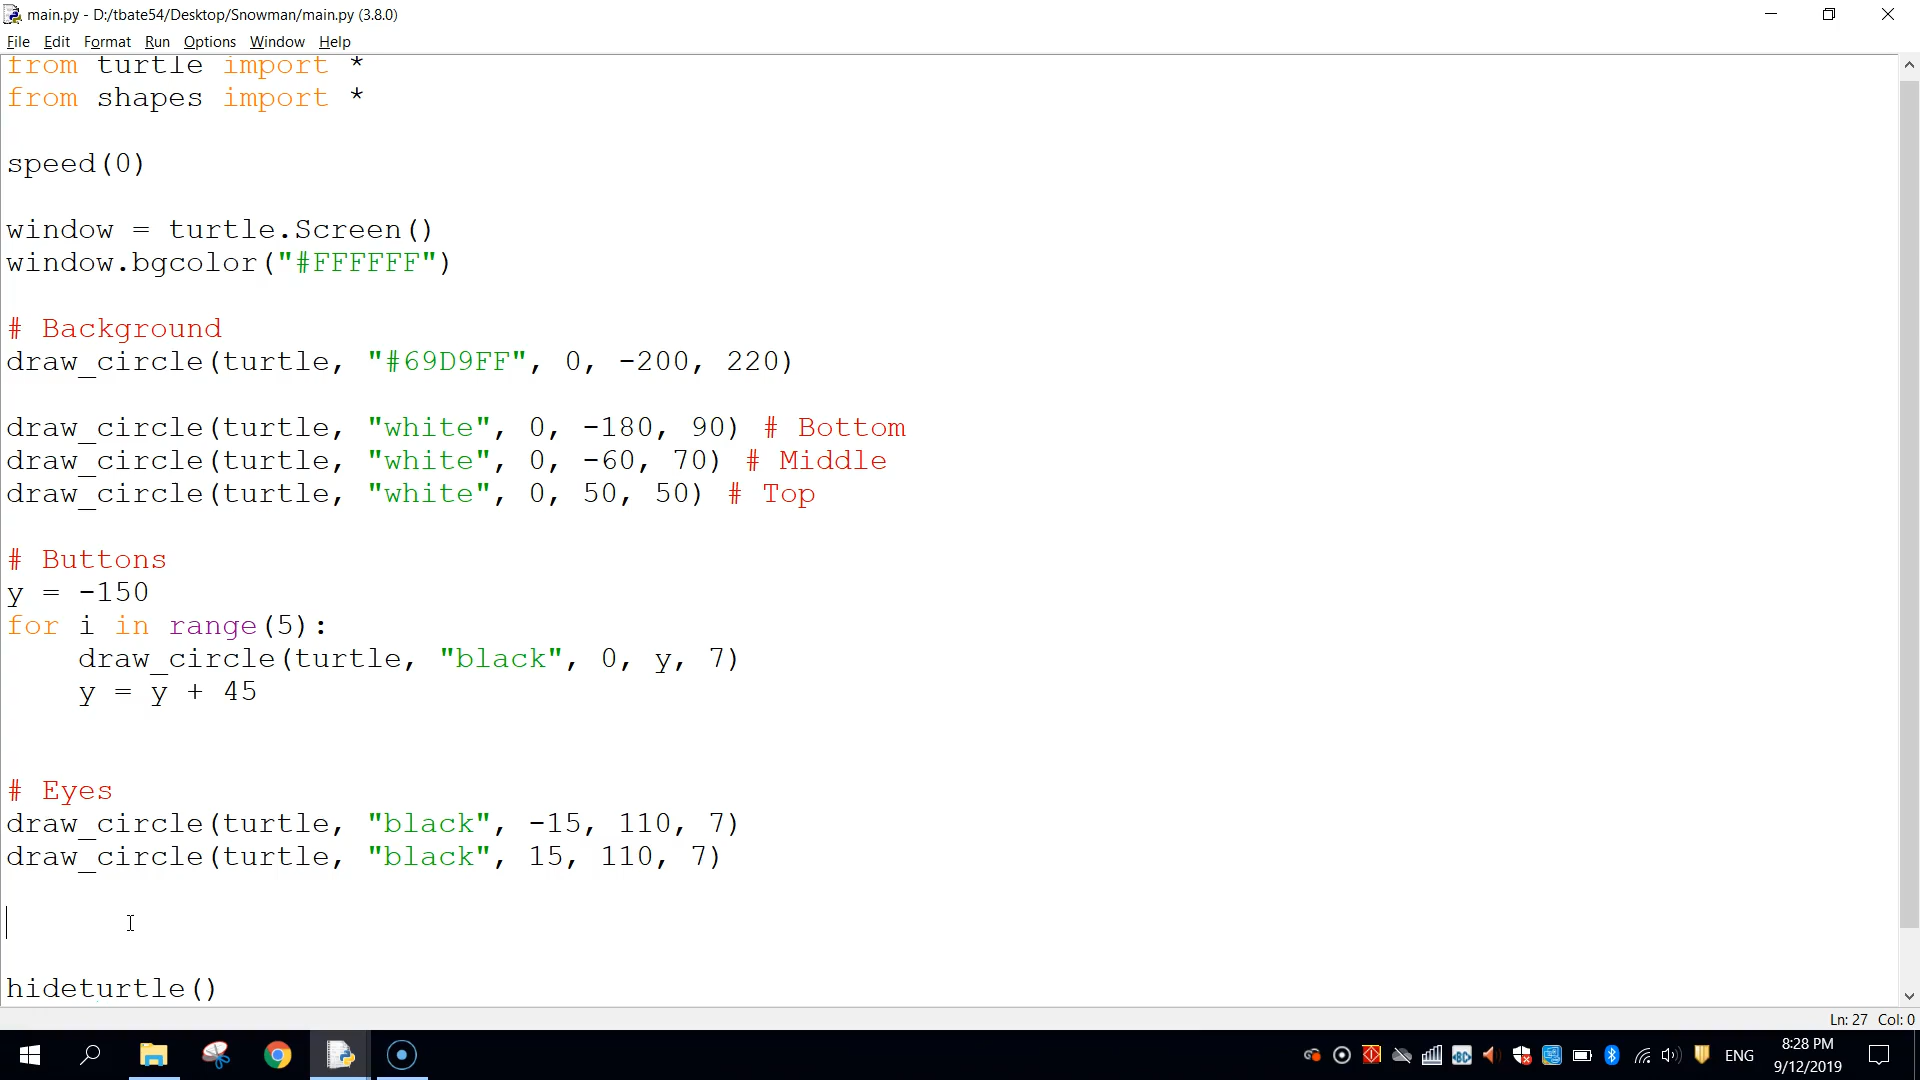 main.py - D:/tbate54/Desktop/Snowman/main.py (3.8.0)
File Edit Format Run Options Window Help
from turtle import *
from shapes import *
speed(0)
window = turtle.Screen()
window.bgcolor("#FFFFFF")
# Background
draw_circle(turtle, "#69D9FF", 0, -200, 220)
draw_circle(turtle, "white", 0, -180, 90) # Bottom
draw_circle(turtle, "white", 0, -60, 70) # Middle
draw_circle(turtle, "white", 0, 50, 50) # Top
# Buttons
y = -150
for i in range(5):
    draw_circle(turtle, "black", 0, y, 7)
    y = y + 45
# Eyes
draw_circle(turtle, "black", -15, 110, 7)
draw_circle(turtle, "black", 15, 110, 7)
hideturtle()
Ln: 27 Col: 0
ENG
8:28 PM
9/12/2019